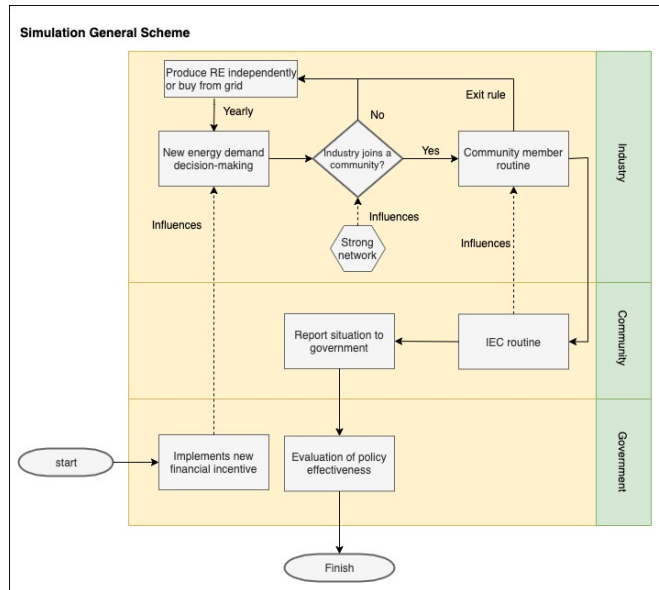 Simulation General Scheme
Produce RE independently
or buy from grid
Exit rule
Yearly
No
New energy demand
decision-making
Industry joins a
community?
Yes
Community member
routine
Industry
Influences
Influences
Strong
network
Influences
Report situation to
government
IEC routine
Community
start
Implements new
financial incentive
Evaluation of policy
effectiveness
Government
Finish